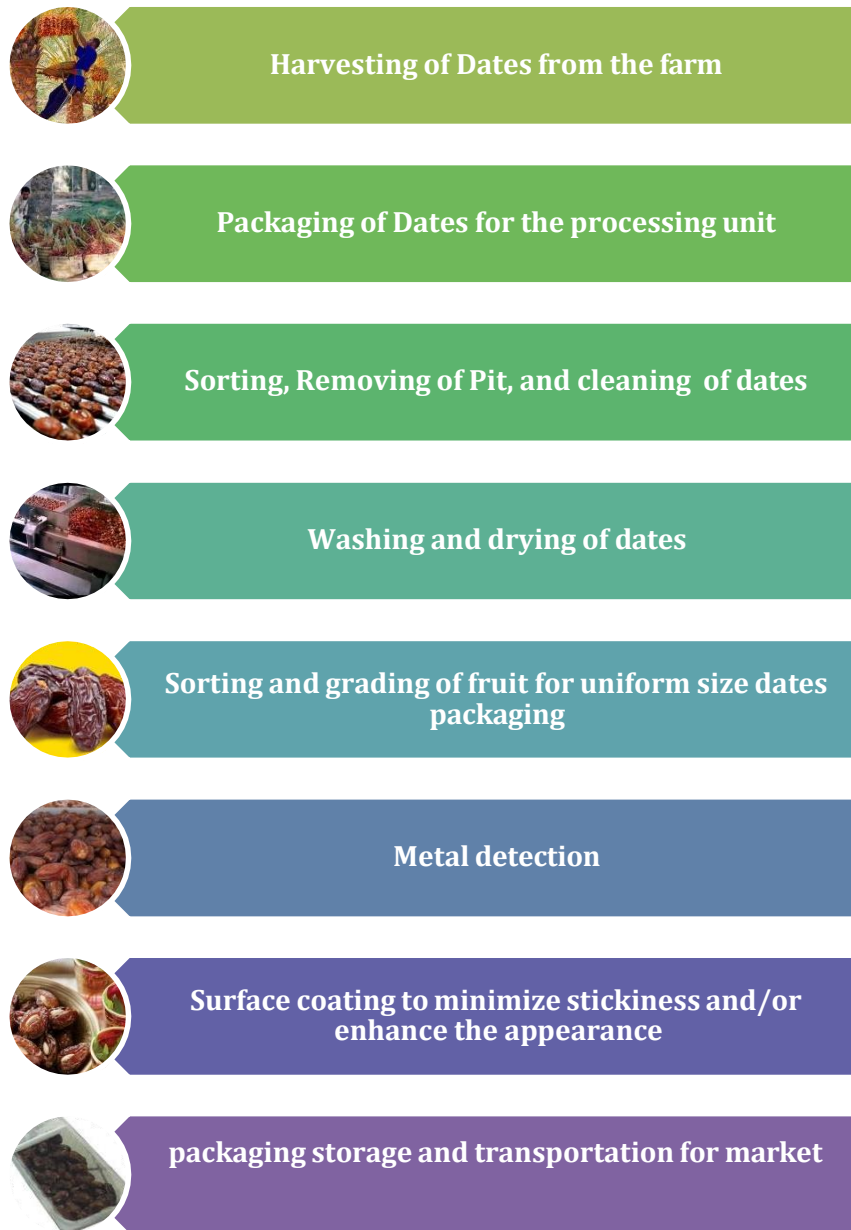 Harvesting of Dates from the farm
Packaging of Dates for the processing unit
Sorting, Removing of Pit, and cleaning  of dates
Washing and drying of dates
Sorting and grading of fruit for uniform size dates
packaging
Metal detection
Surface coating to minimize stickiness and/or
enhance the appearance
packaging storage and transportation for market